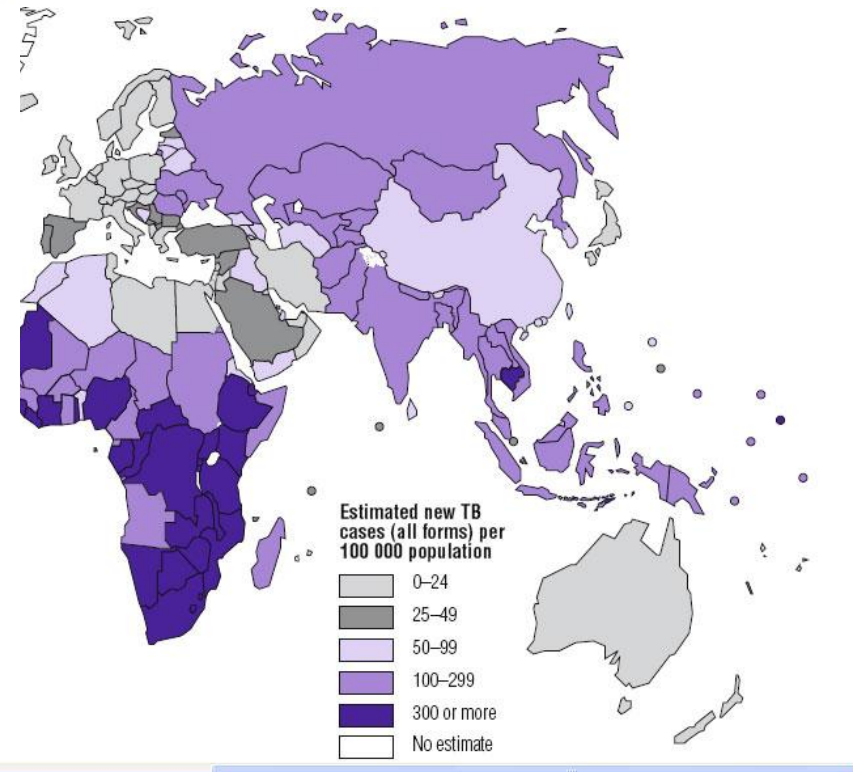 Estimated new TB
cases (all forms) per
100 000 population
0–24
25–49
50–99
100–299
300 or more
No estimate